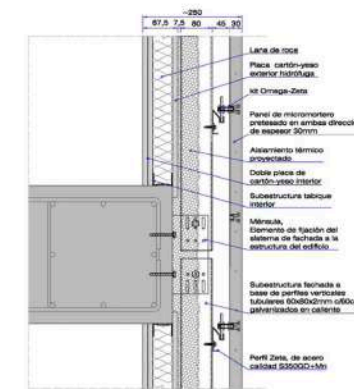 ~250
67,5 7,5 80 45 30
Lana de roca
Placa cartón-yeso
exterior hidrófuga
kit Omega-Zeta
Panel de micromortero
pretesado en ambas direcci
de espesor 30mm
Aislamiento térmico
proyectado
Doble placa de
cartón-yeso interior
Subestructura tabique
interior
Ménsula,
Elemento de fijación del
sistema de fachada a la
estructura del edificio
Subestructura fachada a
base de perfiles verticales
tubulares 60x80x2mm c/60c
galvanizados en caliente
Perfil Zeta, de acero
calidad S350GD+Mn